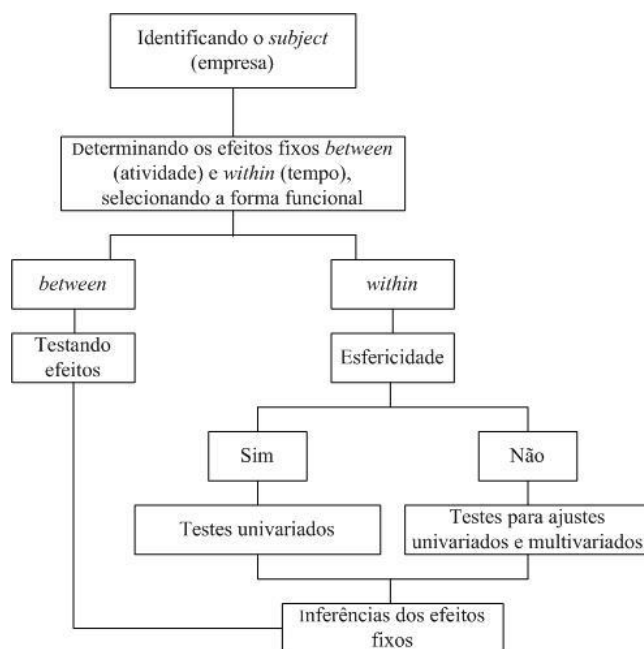 Identificando o subject
(empresa)
Determinando os efeitos fixos between
(atividade) e within (tempo),
selecionando a forma funcional
between
within
Testando
efeitos
Esfericidade
Sim
Não
Testes univariados
Testes para ajustes
univariados e multivariados
Inferências dos efeitos
fixos